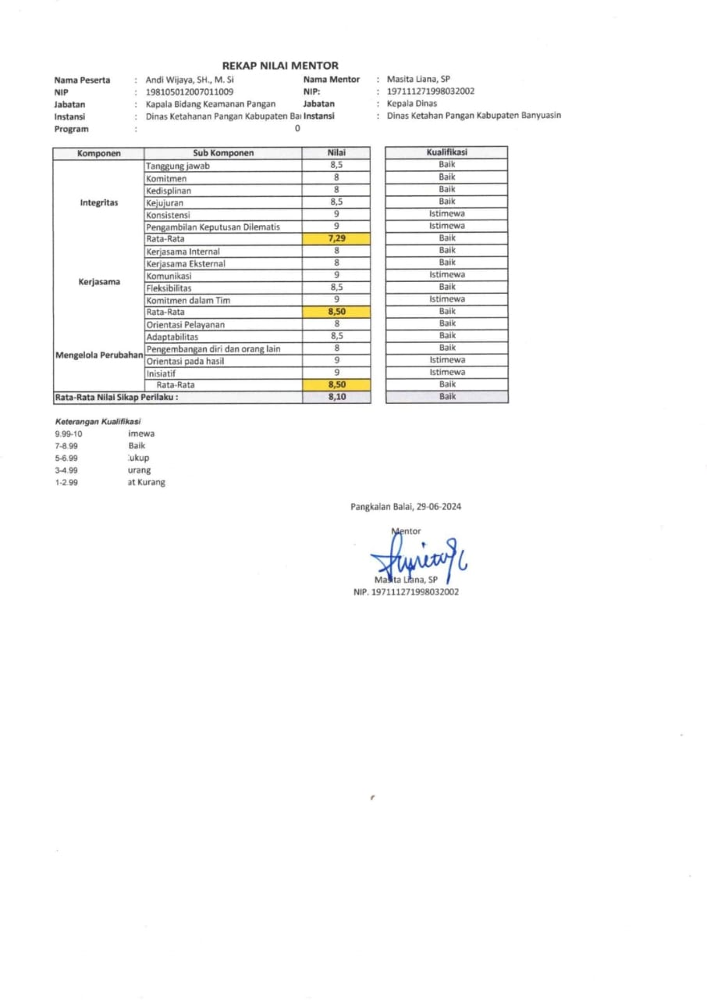 REKAP NILAI MENTOR
Nama Peserta : Andi Wijaya, SH., M. Si Nama Mentor : Masita Liana, SP
NIP : 198105012007011009 NIP: : 197111271998032002
Jabatan : Kapala Bidang Keamanan Pangan Jabatan : Kepala Dinas
Instansi : Dinas Ketahanan Pangan Kabupaten Ba Instansi : Dinas Ketahan Pangan Kabupaten Banyuasin
Program : 0
Komponen Sub Komponen Nilai Kualifikasi
Tanggung jawab 8,5 Baik
Komitmen 8 Baik
Kedisplinan 8 Baik
Integritas Kejujuran 8,5 Baik
Konsistensi 9 Istimewa
Pengambilan Keputusan Dilematis 9 Istimewa
Rata-Rata 7,29 Baik
Kerjasama Internal 8 Baik
Kerjasama Eksternal 8 Baik
Kerjasama Komunikasi 9 Istimewa
Fleksibilitas 8,5 Baik
Komitmen dalam Tim 9 Istimewa
Rata-Rata 8,50 Baik
Orientasi Pelayanan 8 Baik
Adaptabilitas 8,5 Baik
Mengelola Perubahan Pengembangan diri dan orang lain 8 Baik
Orientasi pada hasil 9 Istimewa
Inisiatif 9 Istimewa
Rata-Rata 8,50 Baik
Rata-Rata Nilai Sikap Perilaku : 8,10 Baik
Keterangan Kualifikasi
9.99-10 imewa
7-8.99 Baik
5-6.99 ukup
3-4.99 urang
1-2.99 at Kurang
Pangkalan Balai, 29-06-2024
Mentor
Masita Liana, SP
NIP. 197111271998032002